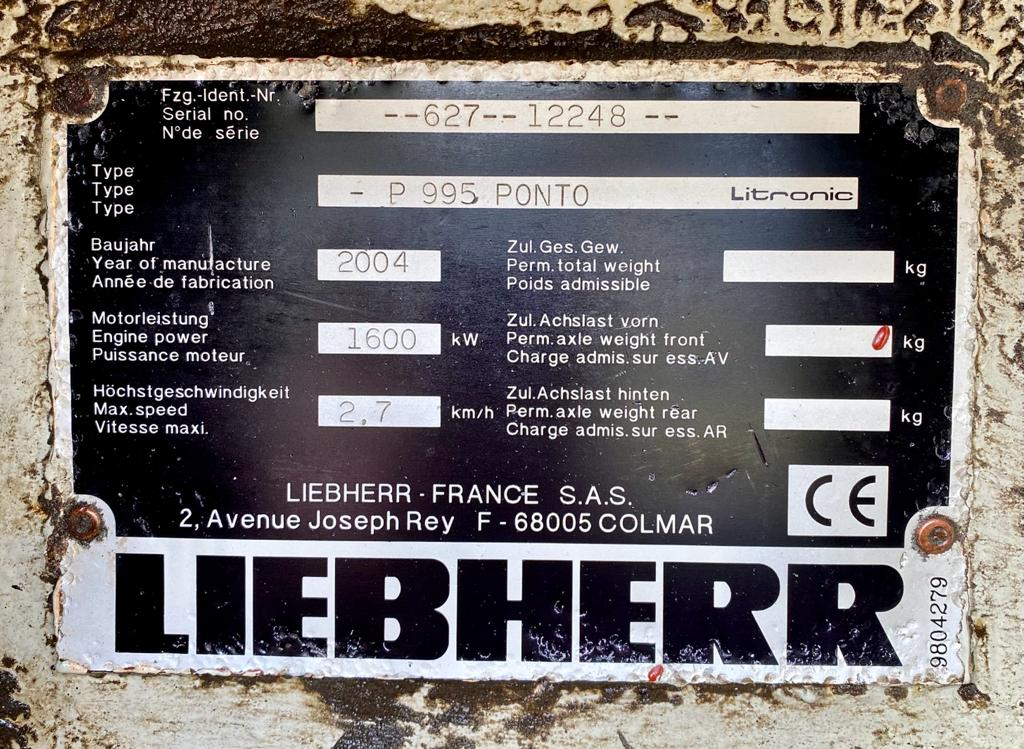 Fzg.-Ident.-Nr.
Serial no. --627--12248 --
N°de série
Type
Type - P 995 PONTO Litronic
Type
Baujahr
Year of manufacture 2004
Année de fabrication
Zul.Ges.Gew.
Perm.total weight kg
Poids admissible
Motorleistung
Engine power 1600 kW
Puissance moteur
Zul.Achslast vorn
Perm.axle weight front kg
Charge admis.sur ess.AV
Höchstgeschwindigkeit
Max.speed 2,7 km/h
Vitesse maxi.
Zul.Achslast hinten
Perm.axle weight rear kg
Charge admis.sur ess.AR
LIEBHERR - FRANCE S.A.S.
2, Avenue Joseph Rey F - 68005 COLMAR
CE
LIEBHERR
9804279